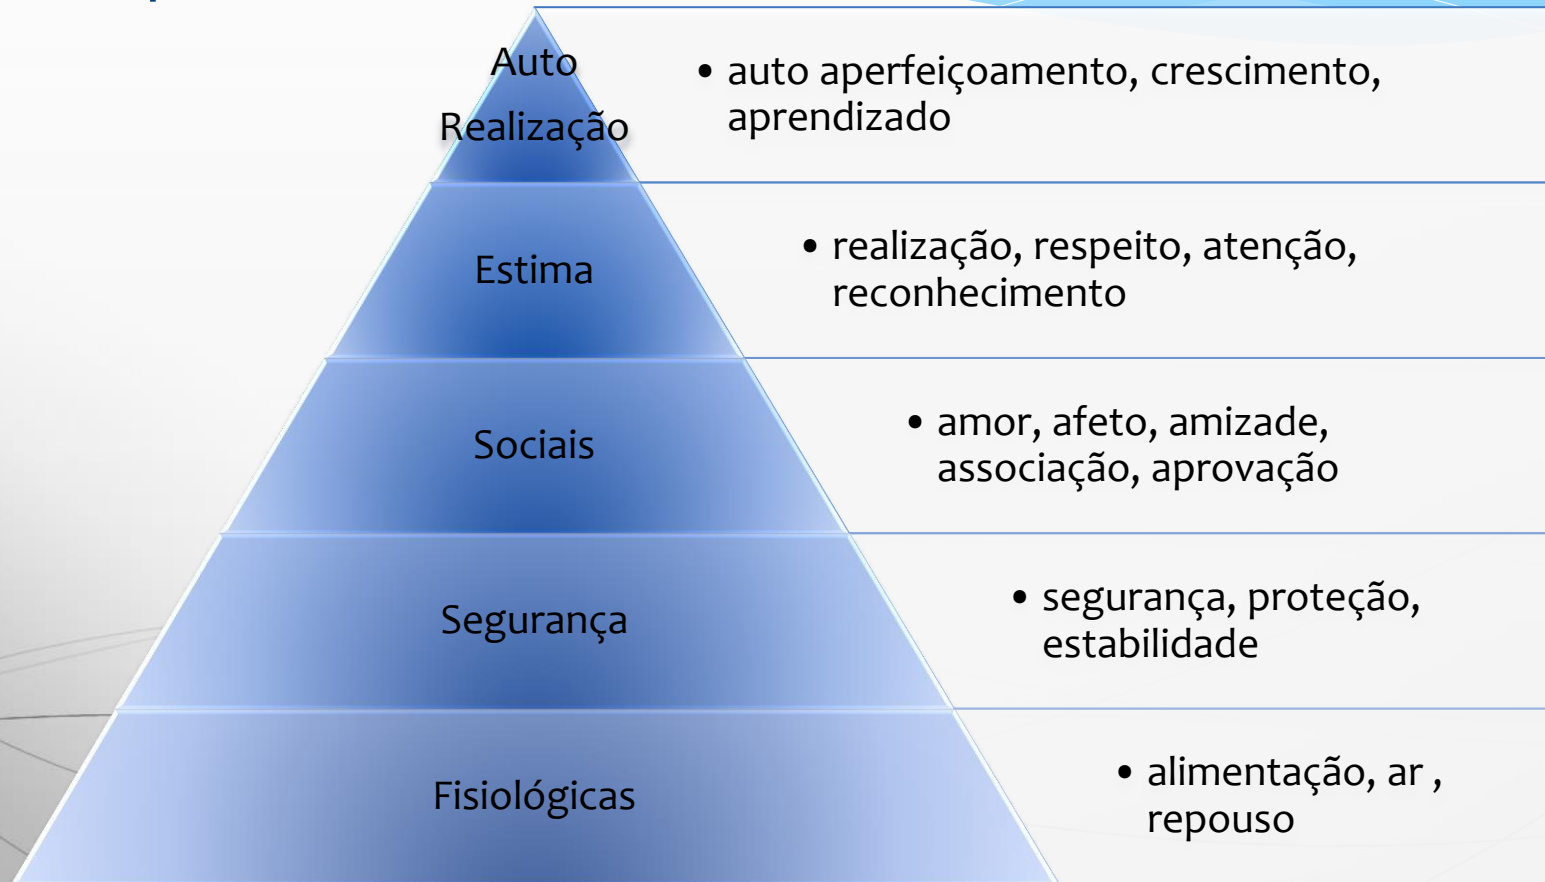 Auto
Realização
• auto aperfeiçoamento, crescimento,
aprendizado
Estima
• realização, respeito, atenção,
reconhecimento
Sociais
• amor, afeto, amizade,
associação, aprovação
Segurança
• segurança, proteção,
estabilidade
Fisiológicas
• alimentação, ar ,
repouso